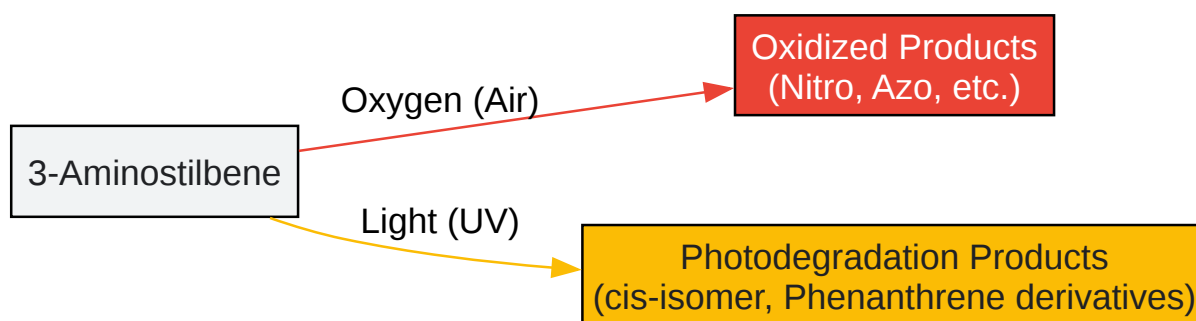 Oxidized Products
(Nitro, Azo, etc.)
Oxygen (Air)
3-Aminostilbene
Light (UV)
Photodegradation Products
(cis-isomer, Phenanthrene derivatives)